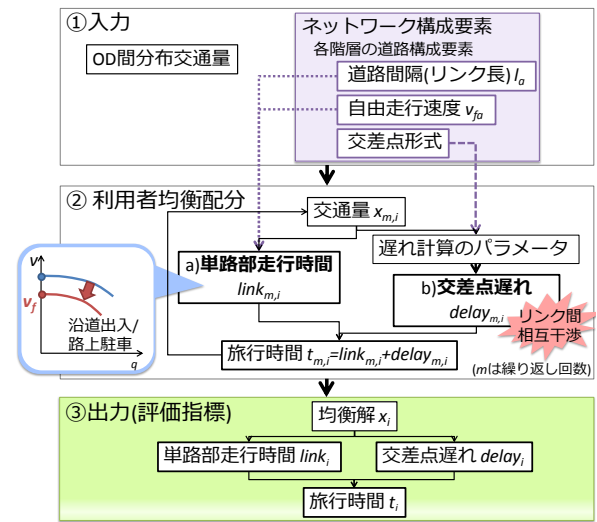 ①入力
OD間分布交通量
ネットワーク構成要素
各階層の道路構成要素
道路間隔(リンク長) la
自由走行速度 vfa
交差点形式
② 利用者均衡配分
交通量 xm,i
遅れ計算のパラメータ
a)単路部走行時間
linkm,i
b)交差点遅れ
delaym,i
リンク間
相互干渉
v
vf
沿道出入/
路上駐車
q
旅行時間 tm,i=linkm,i+delaym,i
(mは繰り返し回数)
③出力(評価指標)
均衡解 xi
単路部走行時間 linki
交差点遅れ delayi
旅行時間 ti